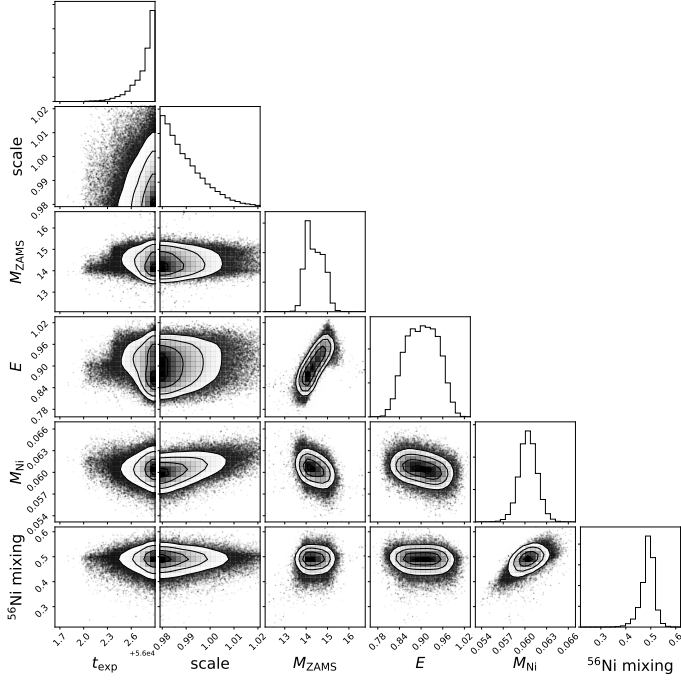 scale
1.02
1.01
1.00
0.99
0.98
M_ZAMS
16
15
14
13
E
1.02
0.96
0.90
0.84
0.78
M_Ni
0.066
0.063
0.060
0.057
0.054
⁵⁶Ni mixing
0.6
0.5
0.4
0.3
1.7 2.0 2.3 2.6 0.98 0.99 1.00 1.01 1.02 13 14 15 16 0.78 0.84 0.90 0.96 1.02 0.054 0.057 0.060 0.063 0.066 0.3 0.4 0.5 0.6
+5.6e4
t_exp scale M_ZAMS E M_Ni ⁵⁶Ni mixing